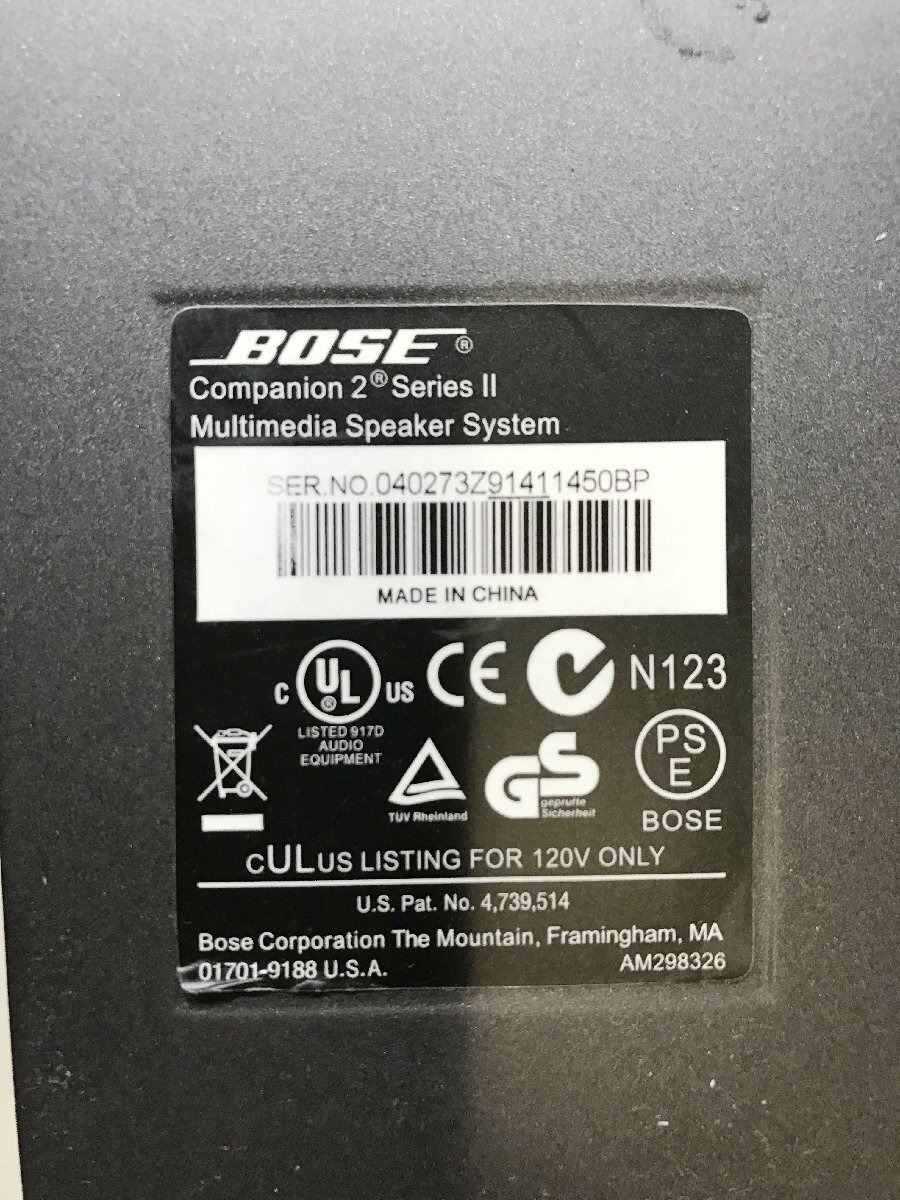 BOSE®
Companion 2® Series II
Multimedia Speaker System
SER.NO.040273Z91411450BP
MADE IN CHINA
C UL® US CE N123
LISTED 917D
AUDIO
EQUIPMENT
TÜV Rheinland
GS
geprüfte
Sicherheit
PS
E
BOSE
CULUS LISTING FOR 120V ONLY
U.S. Pat. No. 4,739,514
Bose Corporation The Mountain, Framingham, MA
01701-9188 U.S.A.
AM298326